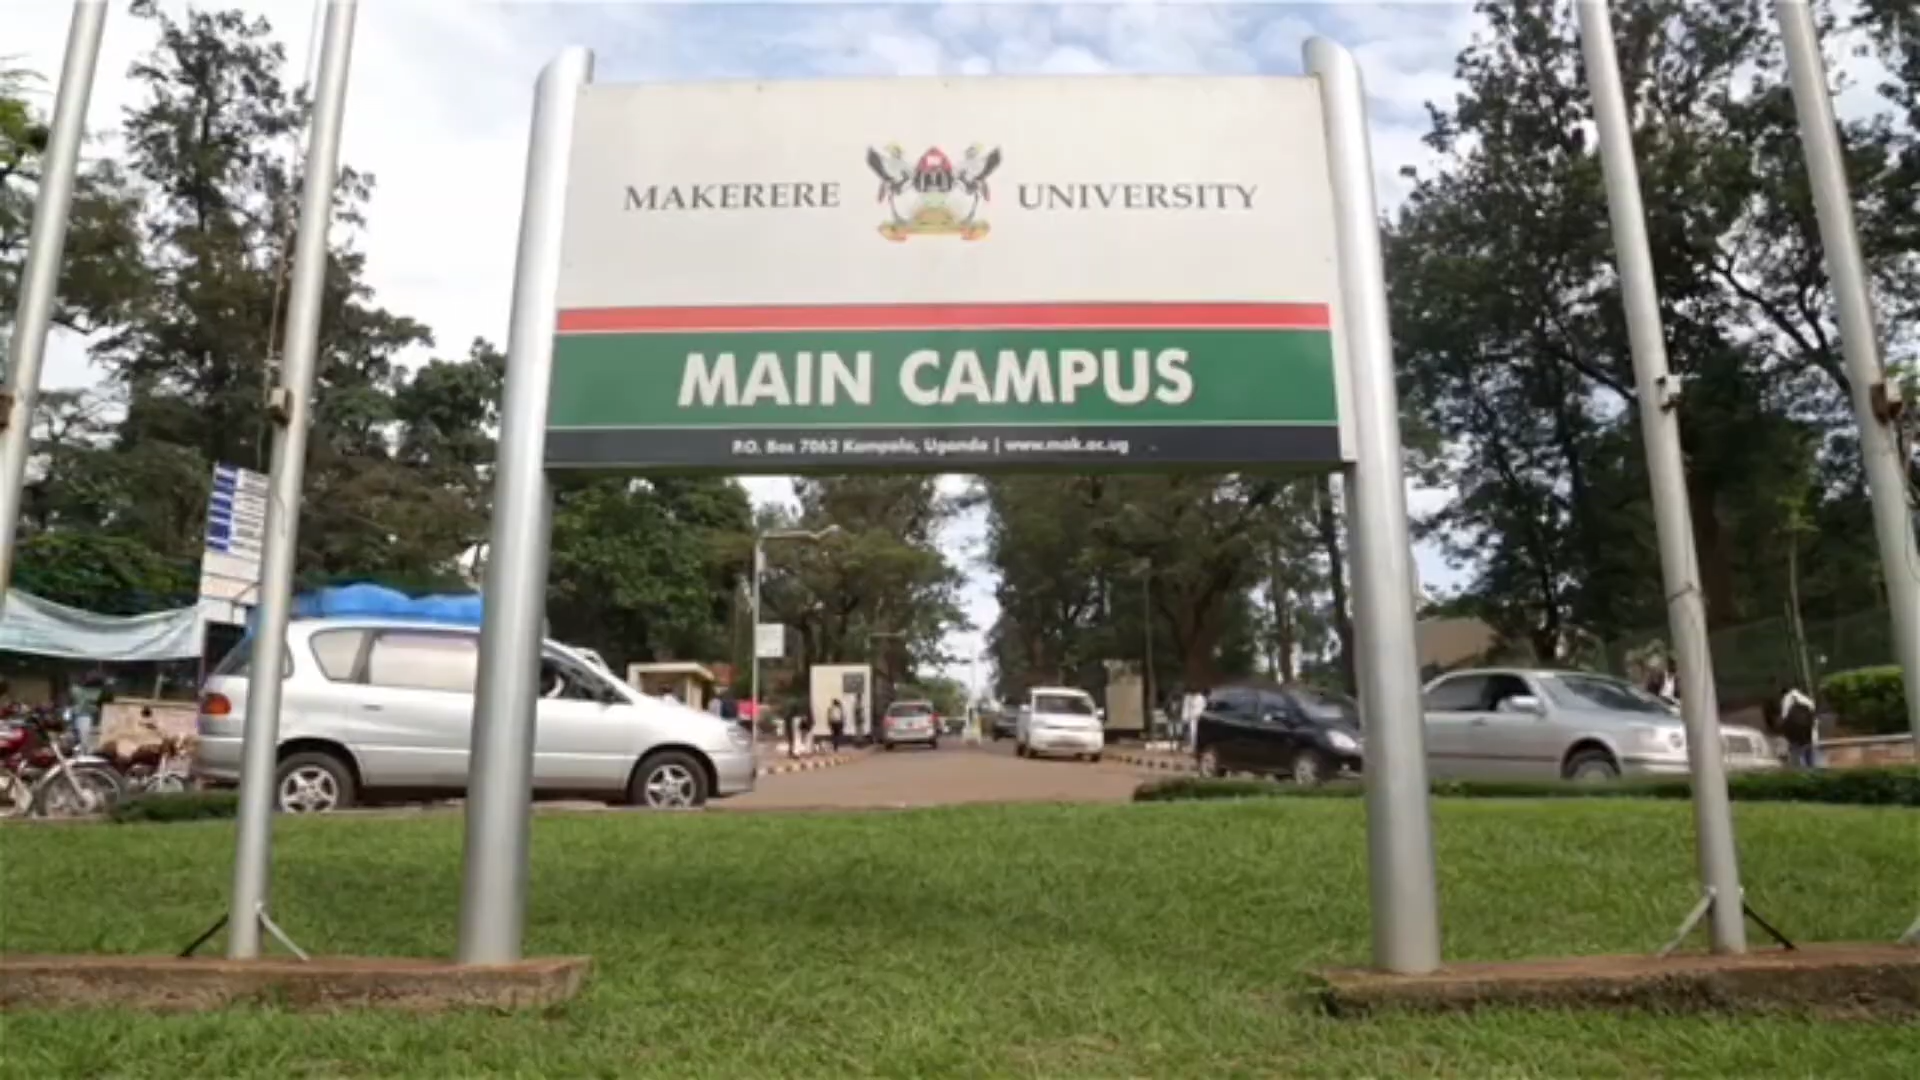 MAKERERE UNIVERSITY
MAIN CAMPUS
P.O. Box 7062 Kampala, Uganda | www.mak.ac.ug